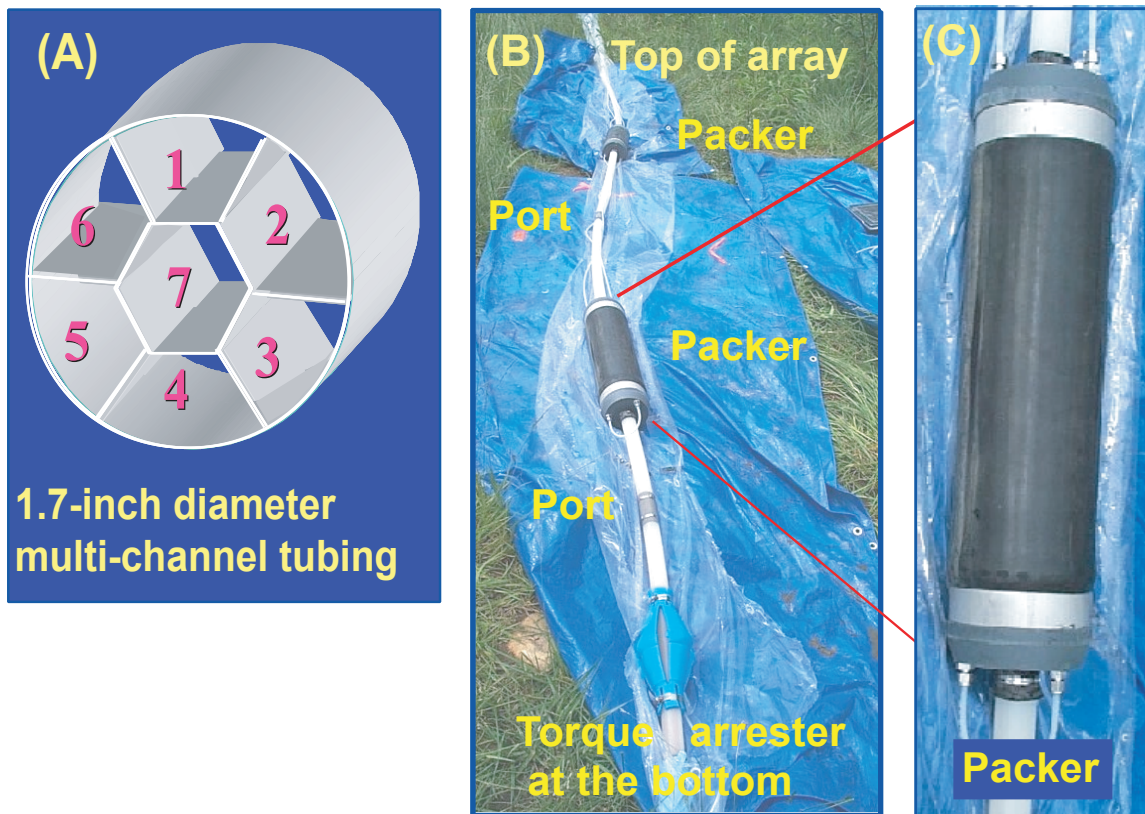 (A)
1
2
3
4
5
6
7
1.7-inch diameter
multi-channel tubing
(B)
Top of array
Packer
Port
Packer
Port
Torque arrester
at the bottom
(C)
Packer